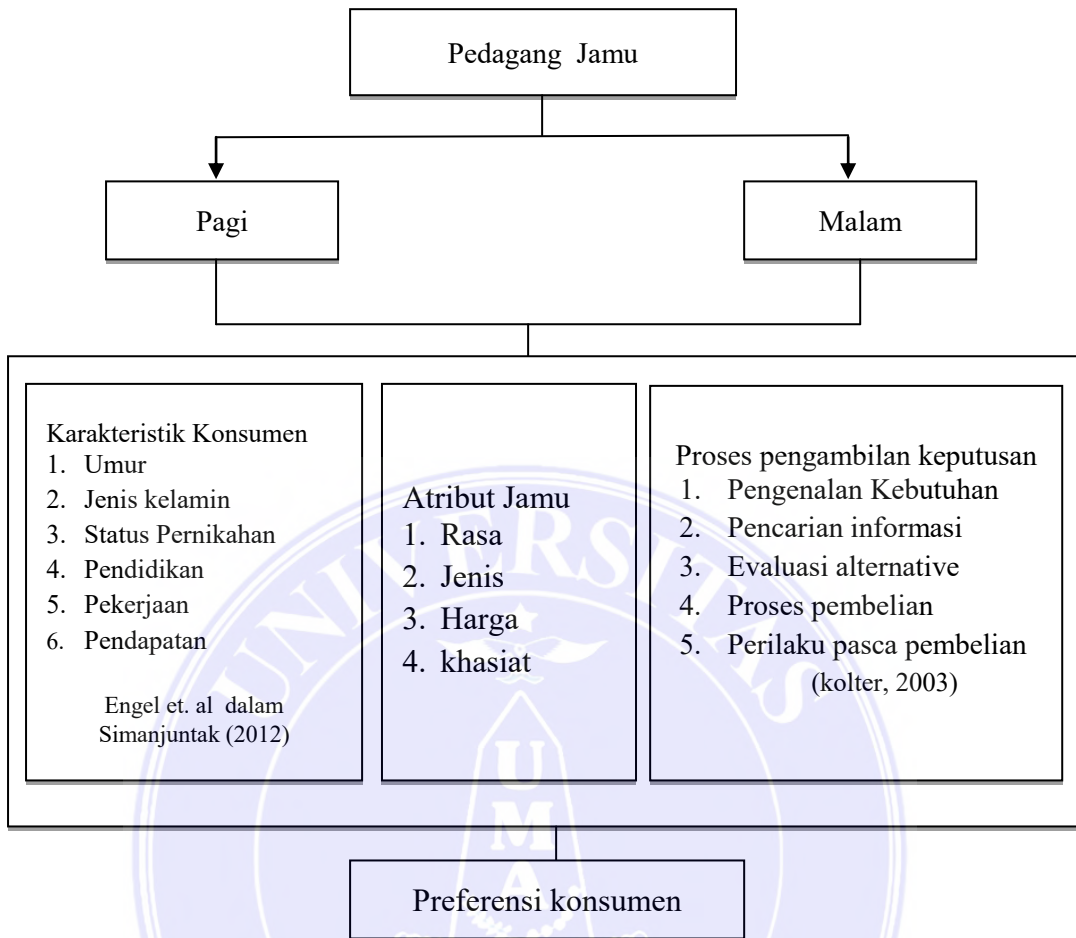 Pedagang Jamu
Pagi
Malam
Karakteristik Konsumen
1. Umur
2. Jenis kelamin
3. Status Pernikahan
4. Pendidikan
5. Pekerjaan
6. Pendapatan
Engel et. al dalam
Simanjuntak (2012)
Atribut Jamu
1. Rasa
2. Jenis
3. Harga
4. khasiat
Proses pengambilan keputusan
1. Pengenalan Kebutuhan
2. Pencarian informasi
3. Evaluasi alternative
4. Proses pembelian
5. Perilaku pasca pembelian
(kolter, 2003)
UNIVERSITAS
UMA
Preferensi konsumen